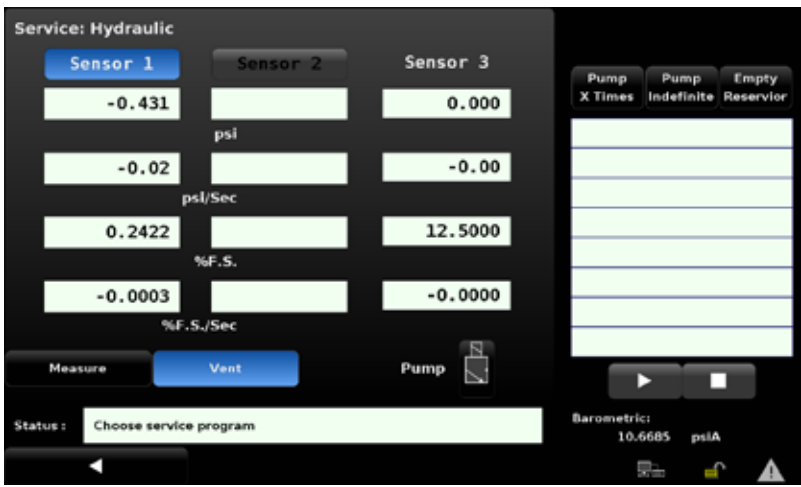 Service: Hydraulic
Sensor 1 Sensor 2 Sensor 3
Pump X Times
Pump Indefinite
Empty Reservior
-0.431 0.000
psi
-0.02 -0.00
psi/Sec
0.2422 12.5000
%F.S.
-0.0003 -0.0000
%F.S./Sec
Measure Vent Pump
Status : Choose service program
Barometric:
10.6685 psiA